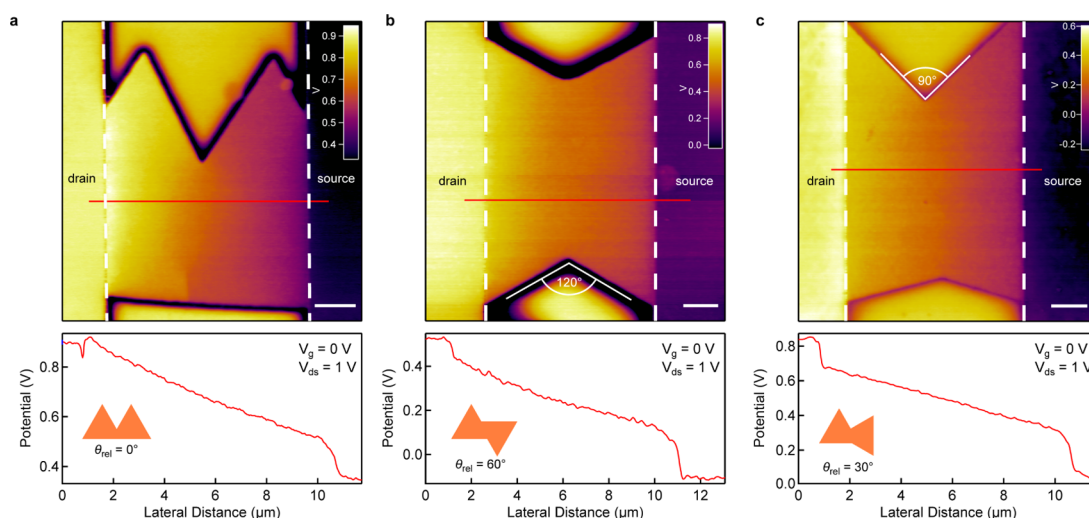 a
0.9
0.8
0.7
0.6
0.5
0.4
V
drain
source
b
0.8
0.6
0.4
0.2
0.0
V
drain
source
120°
c
0.6
0.4
0.2
0.0
-0.2
V
90°
drain
source
Potential (V)
0.8
0.6
0.4
V_g = 0 V
V_ds = 1 V
θ_rel = 0°
0 2 4 6 8 10
Lateral Distance (µm)
Potential (V)
0.4
0.2
0.0
V_g = 0 V
V_ds = 1 V
θ_rel = 60°
0 2 4 6 8 10 12
Lateral Distance (µm)
Potential (V)
0.8
0.6
0.4
0.2
0.0
V_g = 0 V
V_ds = 1 V
θ_rel = 30°
0 2 4 6 8 10
Lateral Distance (µm)